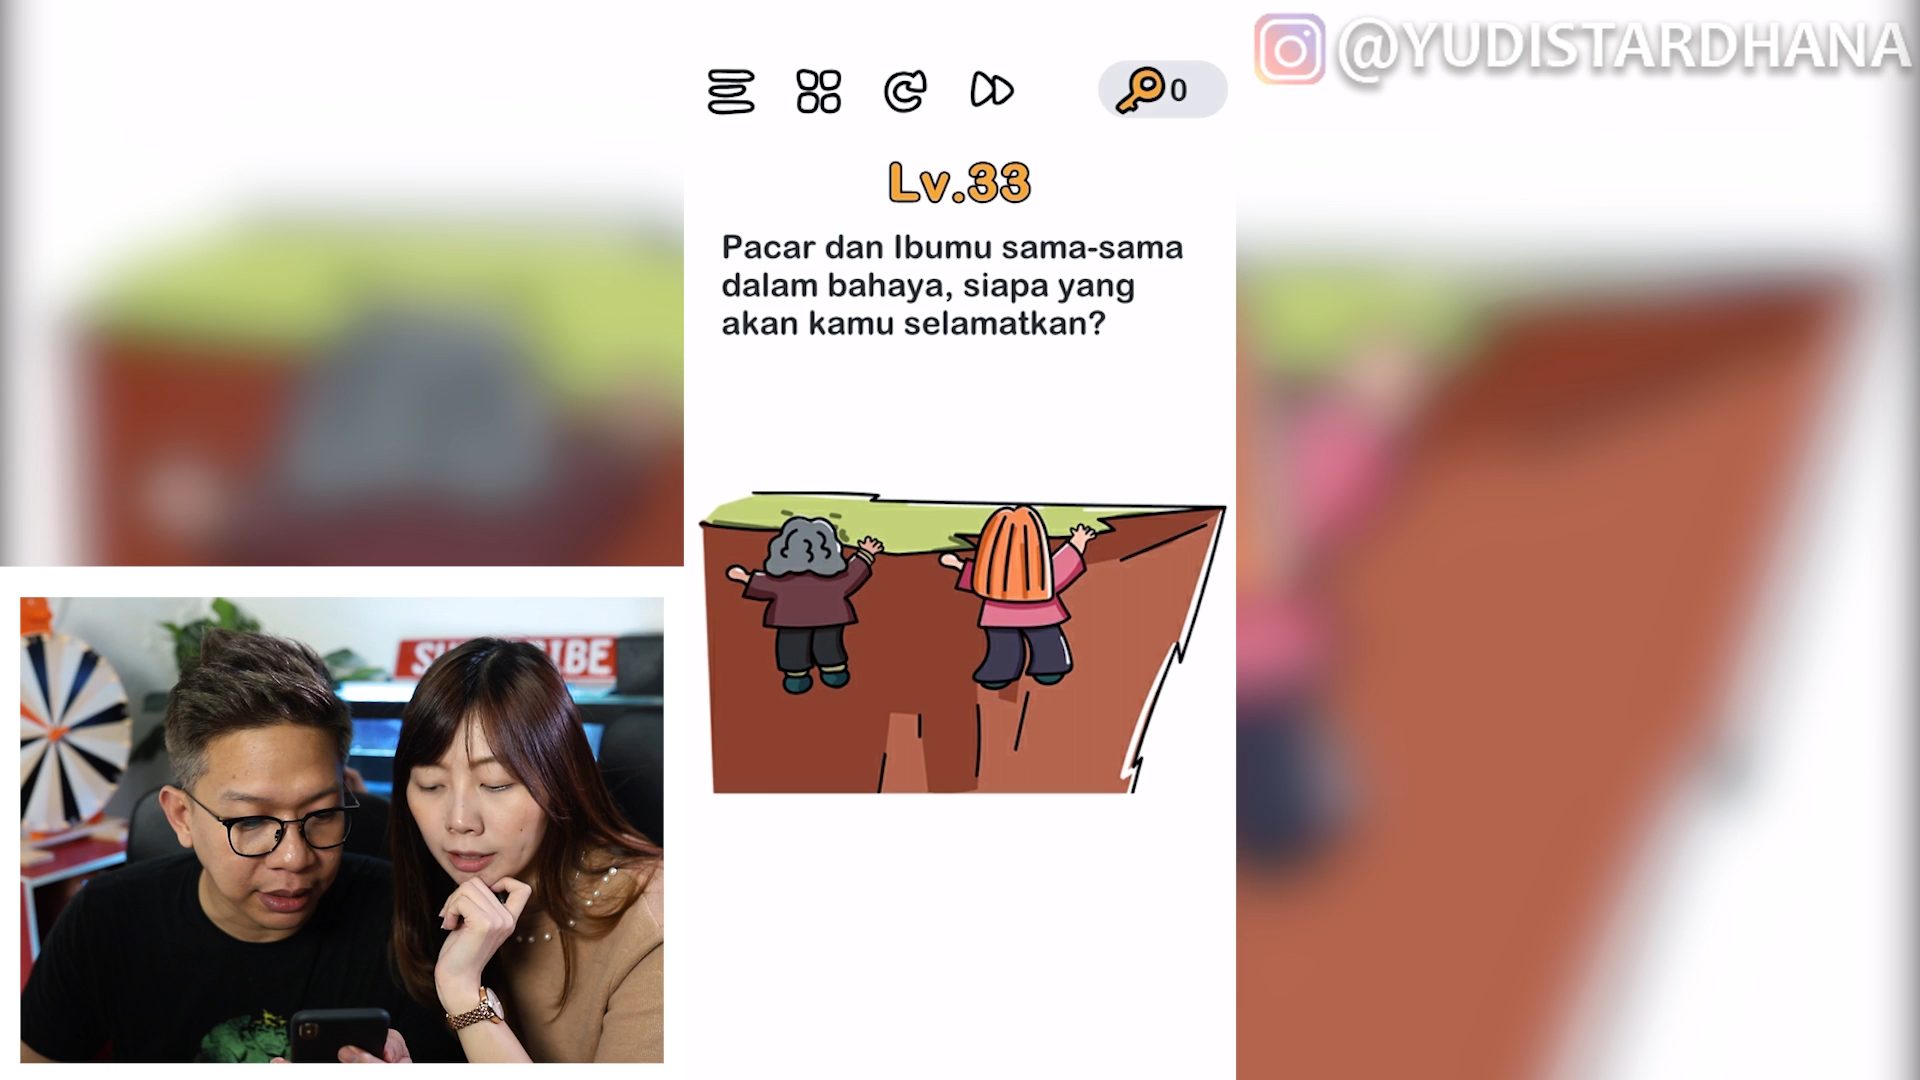 @YUDISTARDHANA
0
Lv.33
Pacar dan Ibumu sama-sama
dalam bahaya, siapa yang
akan kamu selamatkan?